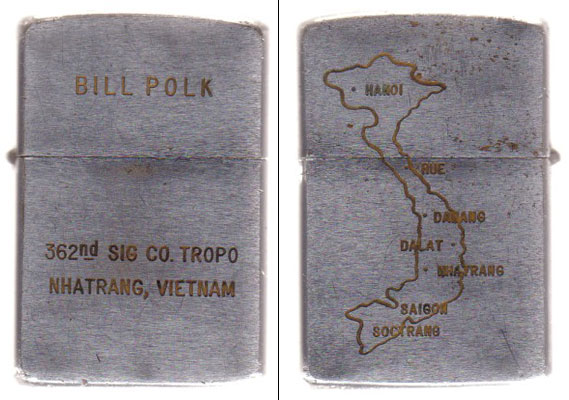 BILL POLK
362nd SIG CO. TROPO
NHATRANG, VIETNAM
HANOI
HUE
DANANG
DALAT
NHATRANG
SAIGON
SOCTRANG